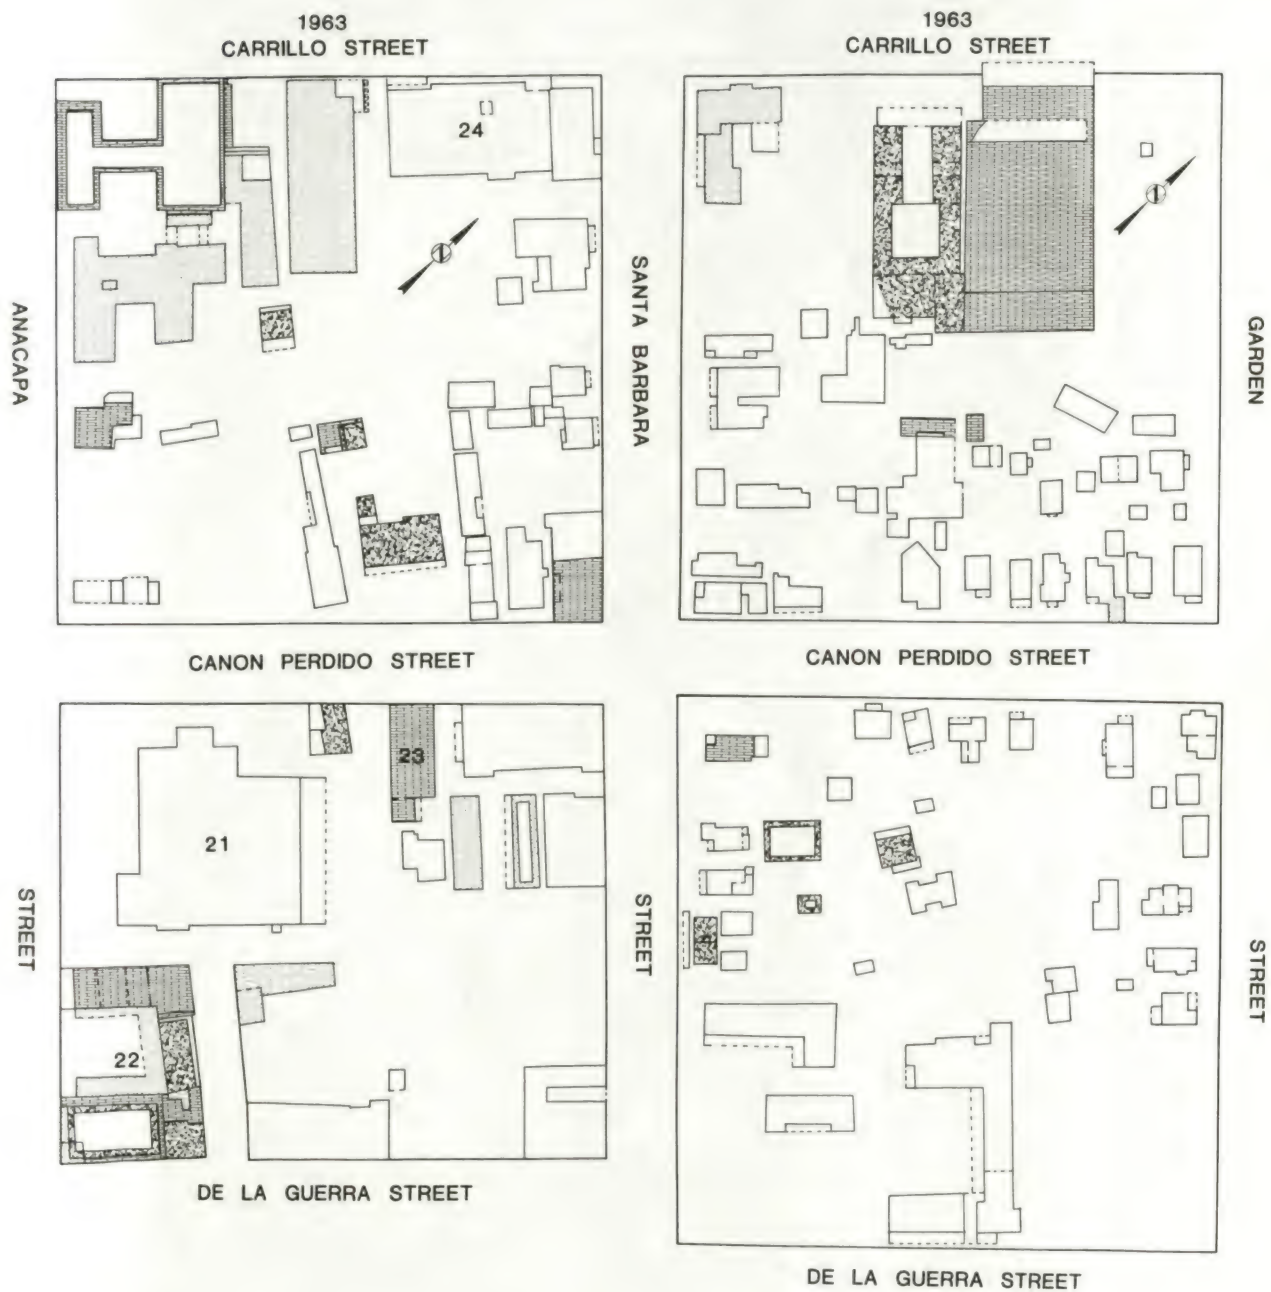 1963
CARRILLO STREET
1963
CARRILLO STREET
24
ANACAPA
SANTA BARBARA
GARDEN
CANON PERDIDO STREET
CANON PERDIDO STREET
23
21
STREET
STREET
STREET
22
DE LA GUERRA STREET
DE LA GUERRA STREET